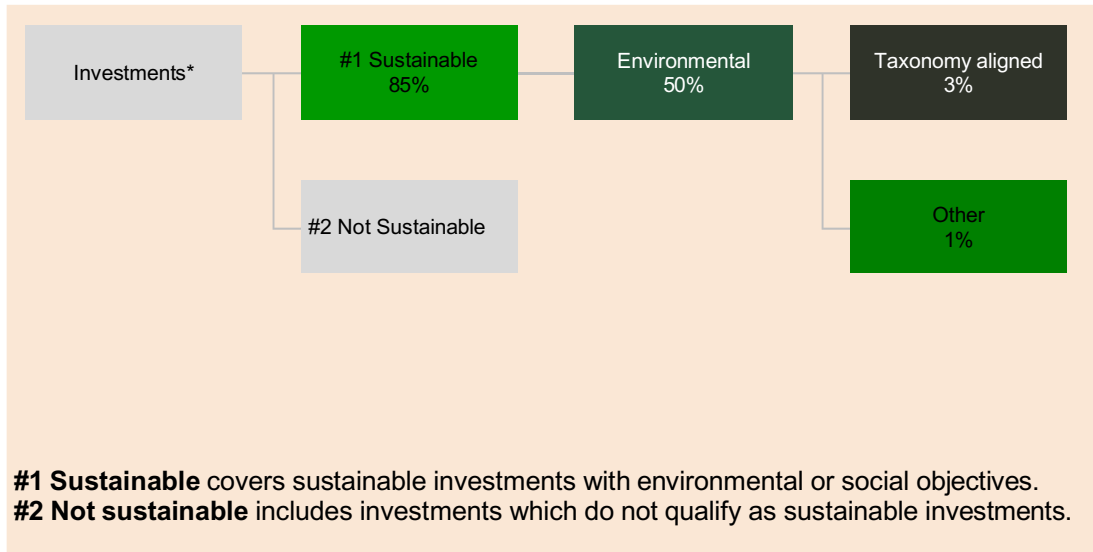 Investments*
#1 Sustainable
85%
Environmental
50%
Taxonomy aligned
3%
#2 Not Sustainable
Other
1%
#1 Sustainable covers sustainable investments with environmental or social objectives.
#2 Not sustainable includes investments which do not qualify as sustainable investments.